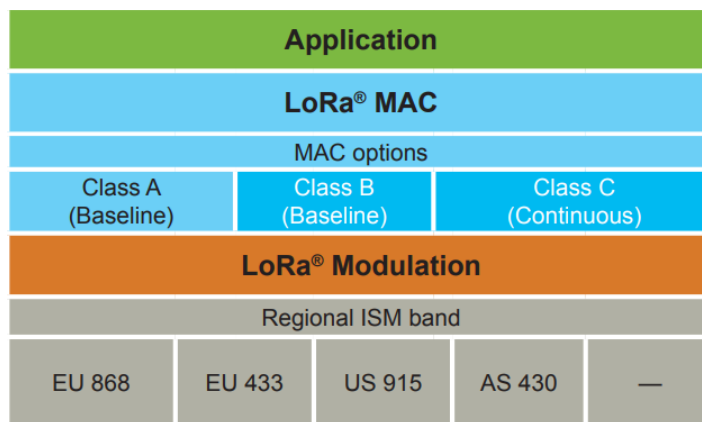 Application
LoRa® MAC
MAC options
Class A
(Baseline)
Class B
(Baseline)
Class C
(Continuous)
LoRa® Modulation
Regional ISM band
EU 868
EU 433
US 915
AS 430
—